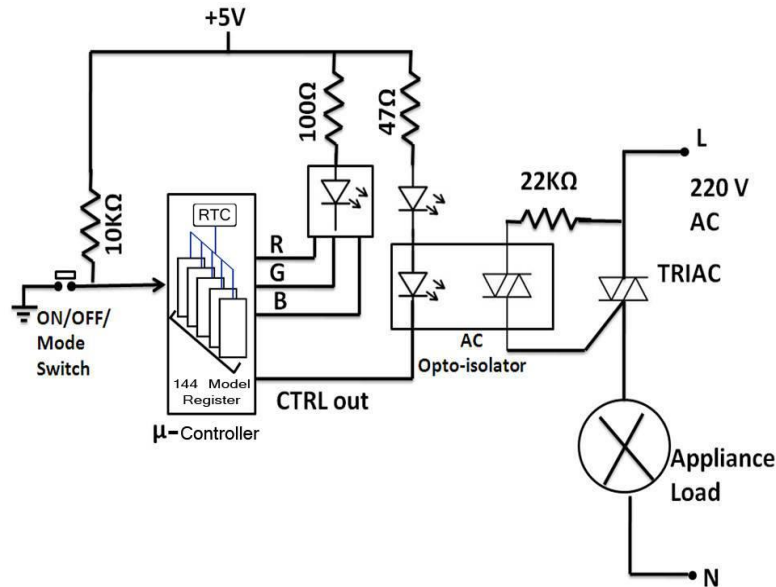 +5V
100Ω
47Ω
10KΩ
22KΩ
L
220 V
AC
TRIAC
RTC
R
G
B
ON/OFF/
Mode
Switch
144 Model
Register
CTRL out
µ-Controller
AC
Opto-isolator
Appliance
Load
N